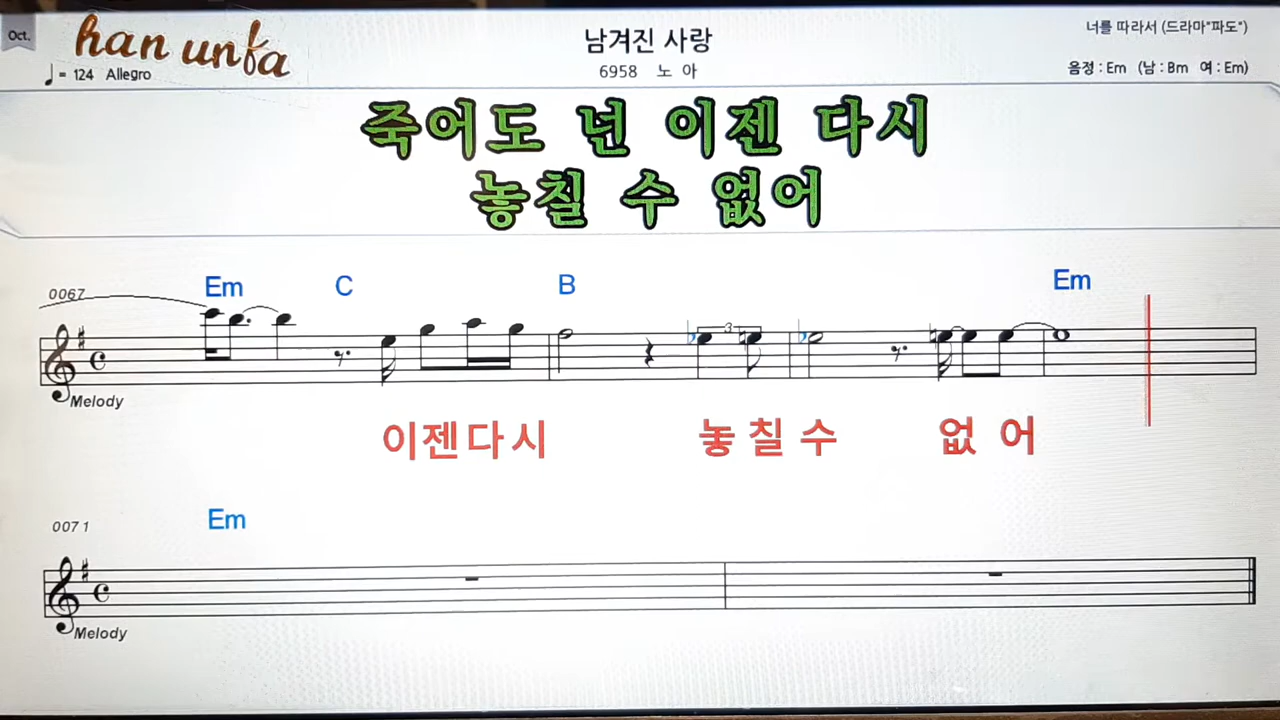 Oct.
han unfa
♩= 124 Allegro
남겨진 사랑
6958 노 아
너를 따라서 (드라마"파도")
음정 : Em (남 : Bm 여 : Em)
죽어도 넌 이젠 다시
놓칠 수 없어
Em C B Em
0067
3
Melody
이젠다시 놓 칠 수 없 어
Em
0071
Melody